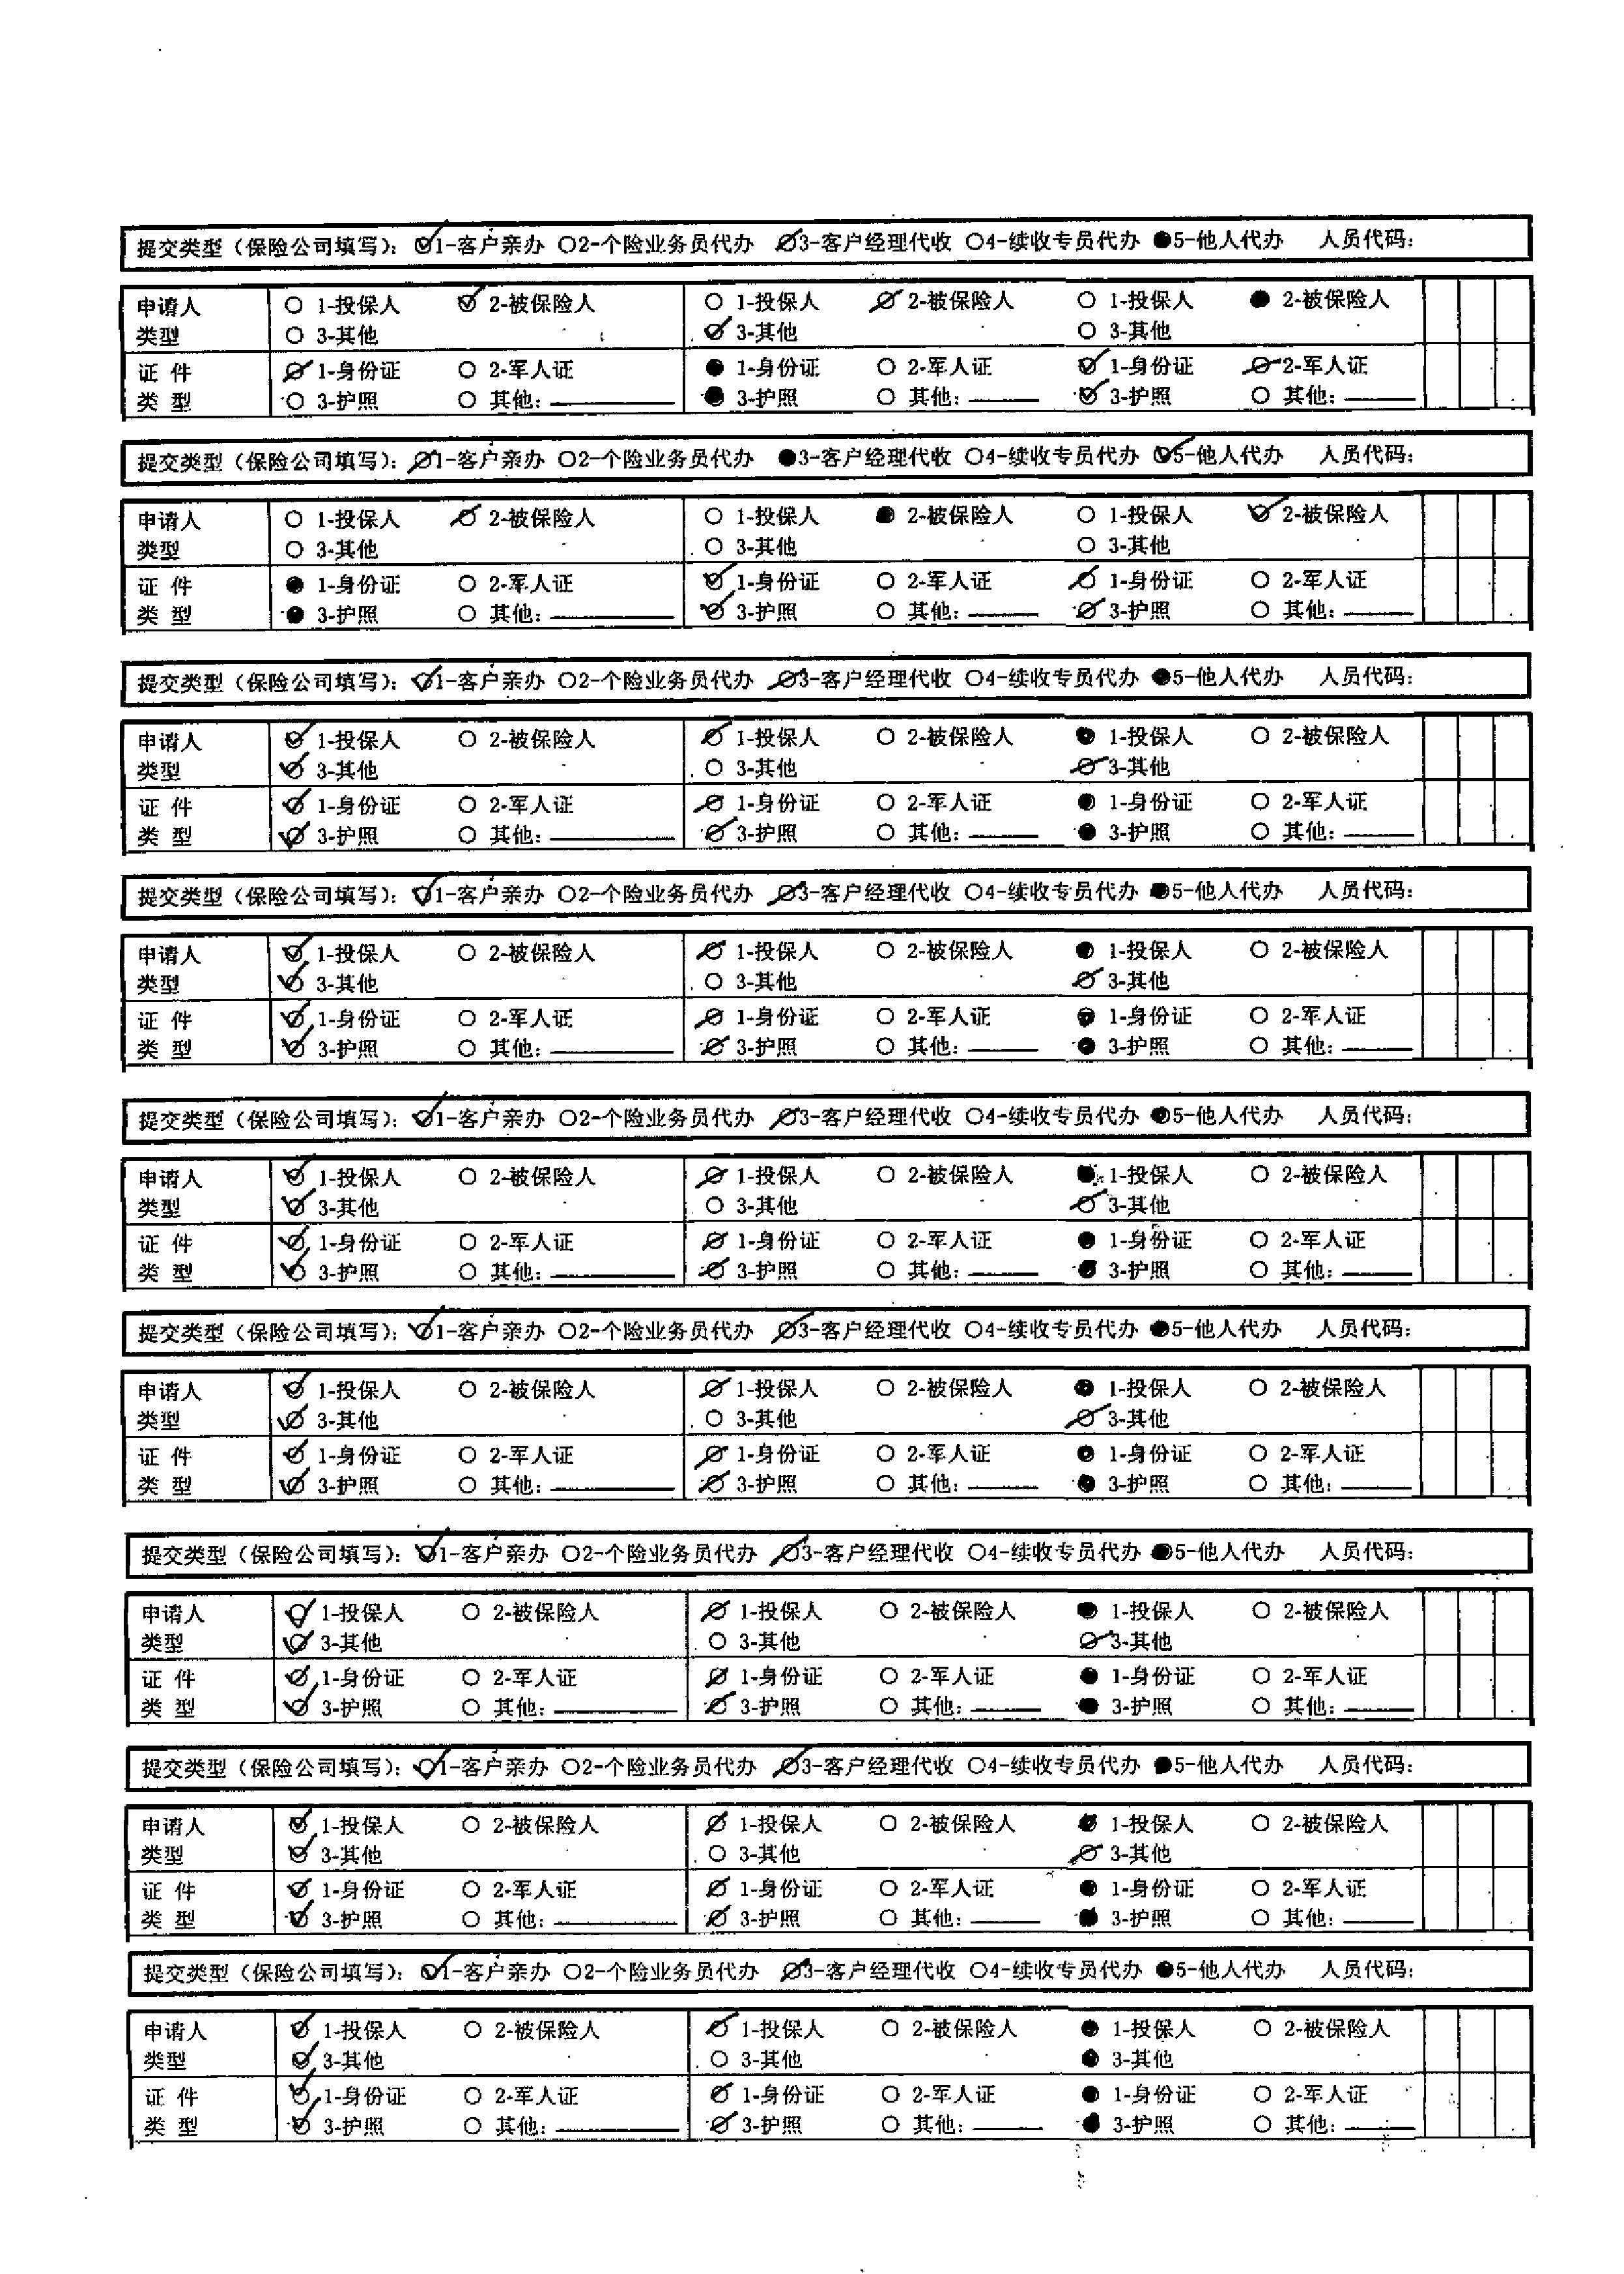 提交类型（保险公司填写）：1-客户亲办 2-个险业务员代办 3-客户经理代收 4-续收专员代办 5-他人代办 人员代码：
申请人 1-投保人 2-被保险人 1-投保人 2-被保险人 1-投保人 2-被保险人
类型 3-其他 3-其他 3-其他
证 件 1-身份证 2-军人证 1-身份证 2-军人证 1-身份证 2-军人证
类 型 3-护照 其他： 3-护照 其他： 3-护照 其他：
提交类型（保险公司填写）：1-客户亲办 2-个险业务员代办 3-客户经理代收 4-续收专员代办 5-他人代办 人员代码：
申请人 1-投保人 2-被保险人 1-投保人 2-被保险人 1-投保人 2-被保险人
类型 3-其他 3-其他 3-其他
证 件 1-身份证 2-军人证 1-身份证 2-军人证 1-身份证 2-军人证
类 型 3-护照 其他： 3-护照 其他： 3-护照 其他：
提交类型（保险公司填写）：1-客户亲办 2-个险业务员代办 3-客户经理代收 4-续收专员代办 5-他人代办 人员代码：
申请人 1-投保人 2-被保险人 1-投保人 2-被保险人 1-投保人 2-被保险人
类型 3-其他 3-其他 3-其他
证 件 1-身份证 2-军人证 1-身份证 2-军人证 1-身份证 2-军人证
类 型 3-护照 其他： 3-护照 其他： 3-护照 其他：
提交类型（保险公司填写）：1-客户亲办 2-个险业务员代办 3-客户经理代收 4-续收专员代办 5-他人代办 人员代码：
申请人 1-投保人 2-被保险人 1-投保人 2-被保险人 1-投保人 2-被保险人
类型 3-其他 3-其他 3-其他
证 件 1-身份证 2-军人证 1-身份证 2-军人证 1-身份证 2-军人证
类 型 3-护照 其他： 3-护照 其他： 3-护照 其他：
提交类型（保险公司填写）：1-客户亲办 2-个险业务员代办 3-客户经理代收 4-续收专员代办 5-他人代办 人员代码：
申请人 1-投保人 2-被保险人 1-投保人 2-被保险人 1-投保人 2-被保险人
类型 3-其他 3-其他 3-其他
证 件 1-身份证 2-军人证 1-身份证 2-军人证 1-身份证 2-军人证
类 型 3-护照 其他： 3-护照 其他： 3-护照 其他：
提交类型（保险公司填写）：1-客户亲办 2-个险业务员代办 3-客户经理代收 4-续收专员代办 5-他人代办 人员代码：
申请人 1-投保人 2-被保险人 1-投保人 2-被保险人 1-投保人 2-被保险人
类型 3-其他 3-其他 3-其他
证 件 1-身份证 2-军人证 1-身份证 2-军人证 1-身份证 2-军人证
类 型 3-护照 其他： 3-护照 其他： 3-护照 其他：
提交类型（保险公司填写）：1-客户亲办 2-个险业务员代办 3-客户经理代收 4-续收专员代办 5-他人代办 人员代码：
申请人 1-投保人 2-被保险人 1-投保人 2-被保险人 1-投保人 2-被保险人
类型 3-其他 3-其他 3-其他
证 件 1-身份证 2-军人证 1-身份证 2-军人证 1-身份证 2-军人证
类 型 3-护照 其他： 3-护照 其他： 3-护照 其他：
提交类型（保险公司填写）：1-客户亲办 2-个险业务员代办 3-客户经理代收 4-续收专员代办 5-他人代办 人员代码：
申请人 1-投保人 2-被保险人 1-投保人 2-被保险人 1-投保人 2-被保险人
类型 3-其他 3-其他 3-其他
证 件 1-身份证 2-军人证 1-身份证 2-军人证 1-身份证 2-军人证
类 型 3-护照 其他： 3-护照 其他： 3-护照 其他：
提交类型（保险公司填写）：1-客户亲办 2-个险业务员代办 3-客户经理代收 4-续收专员代办 5-他人代办 人员代码：
申请人 1-投保人 2-被保险人 1-投保人 2-被保险人 1-投保人 2-被保险人
类型 3-其他 3-其他 3-其他
证 件 1-身份证 2-军人证 1-身份证 2-军人证 1-身份证 2-军人证
类 型 3-护照 其他： 3-护照 其他： 3-护照 其他：